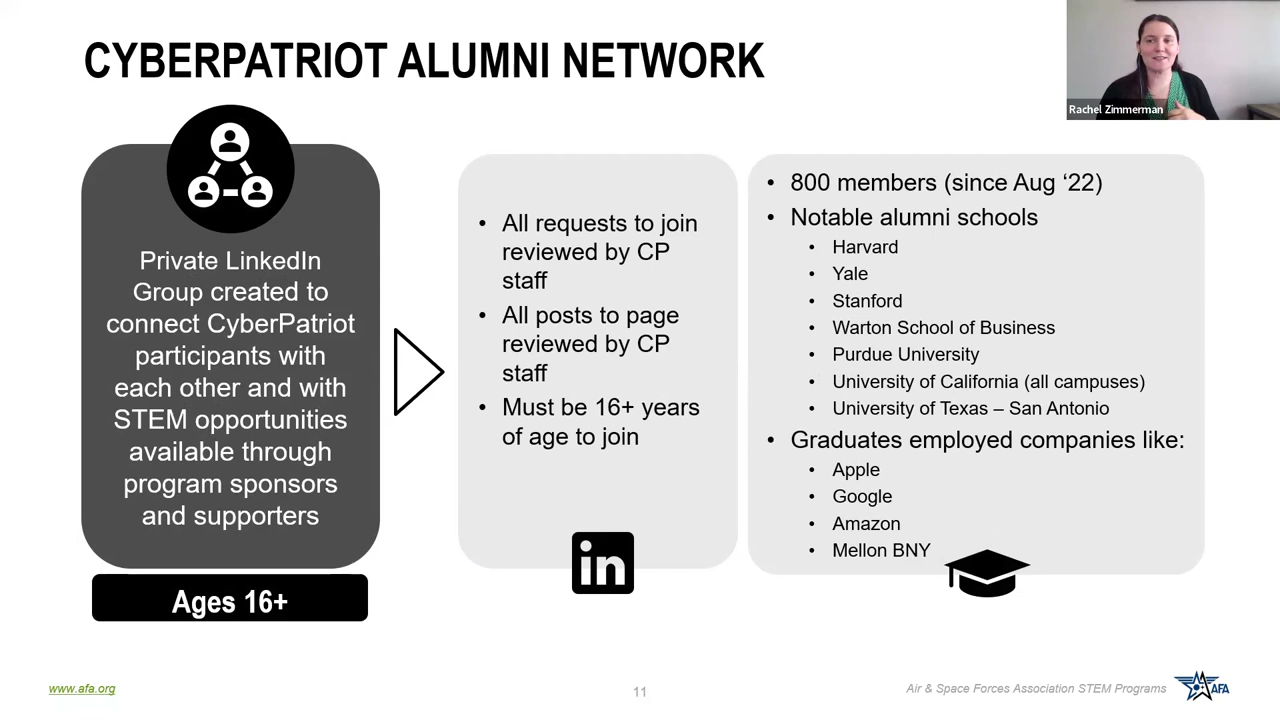 CYBERPATRIOT ALUMNI NETWORK
Rachel Zimmerman
Private LinkedIn
Group created to
connect CyberPatriot
participants with
each other and with
STEM opportunities
available through
program sponsors
and supporters
Ages 16+
• All requests to join
reviewed by CP
staff
• All posts to page
reviewed by CP
staff
• Must be 16+ years
of age to join
in
• 800 members (since Aug ‘22)
• Notable alumni schools
• Harvard
• Yale
• Stanford
• Warton School of Business
• Purdue University
• University of California (all campuses)
• University of Texas – San Antonio
• Graduates employed companies like:
• Apple
• Google
• Amazon
• Mellon BNY
www.afa.org
11
Air & Space Forces Association STEM Programs
AFA